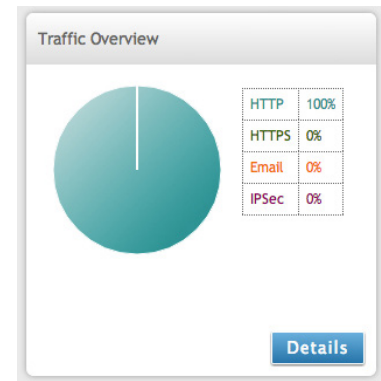 Traffic Overview
HTTP 100%
HTTPS 0%
Email 0%
IPSec 0%
Details